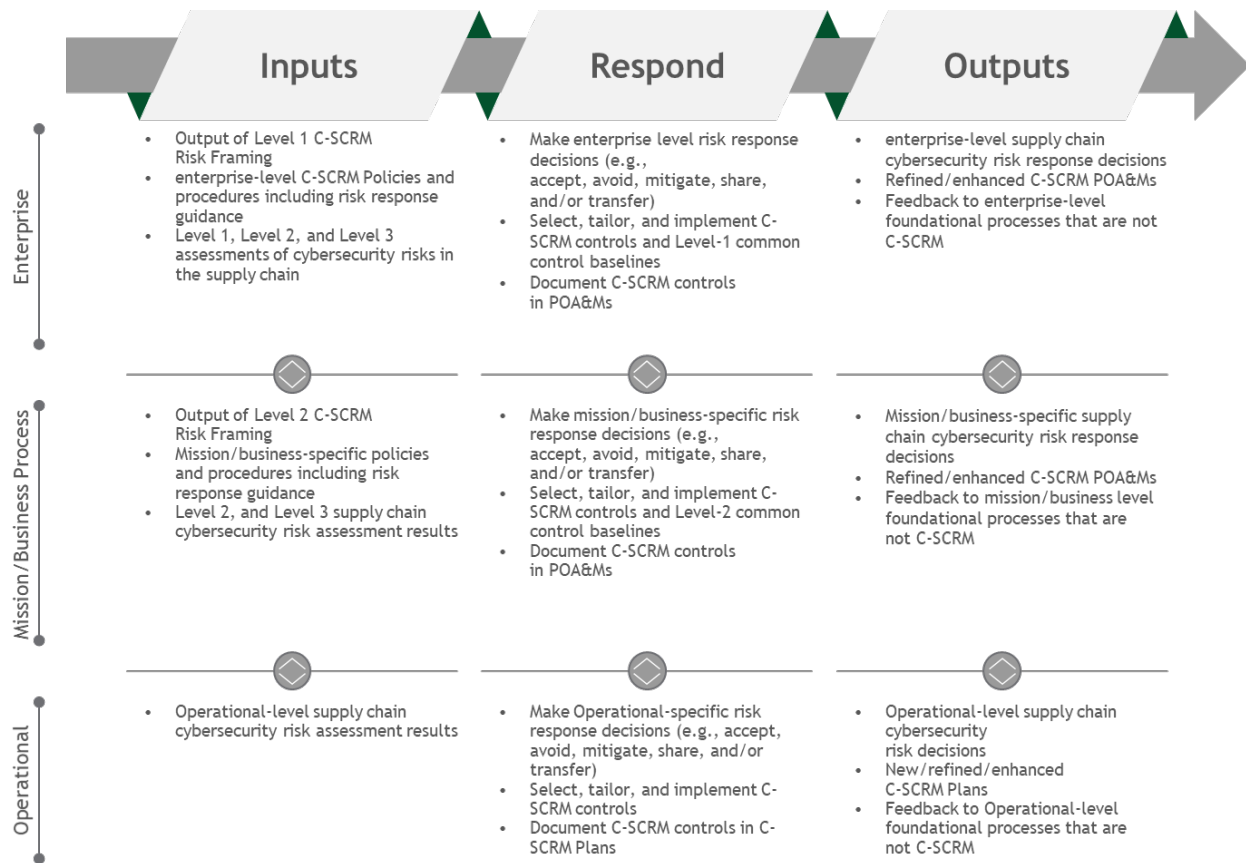 Inputs
Respond
Outputs
Enterprise
• Output of Level 1 C-SCRM
Risk Framing
• enterprise-level C-SCRM Policies and
procedures including risk response
guidance
• Level 1, Level 2, and Level 3
assessments of cybersecurity risks in
the supply chain
• Make enterprise level risk response
decisions (e.g.,
accept, avoid, mitigate, share,
and/or transfer)
• Select, tailor, and implement C-
SCRM controls and Level-1 common
control baselines
• Document C-SCRM controls
in POA&Ms
• enterprise-level supply chain
cybersecurity risk response decisions
• Refined/enhanced C-SCRM POA&Ms
• Feedback to enterprise-level
foundational processes that are not
C-SCRM
Mission/Business Process
• Output of Level 2 C-SCRM
Risk Framing
• Mission/business-specific policies
and procedures including risk
response guidance
• Level 2, and Level 3 supply chain
cybersecurity risk assessment results
• Make mission/business-specific risk
response decisions (e.g.,
accept, avoid, mitigate, share,
and/or transfer)
• Select, tailor, and implement C-
SCRM controls and Level-2 common
control baselines
• Document C-SCRM controls
in POA&Ms
• Mission/business-specific supply
chain cybersecurity risk response
decisions
• Refined/enhanced C-SCRM POA&Ms
• Feedback to mission/business level
foundational processes that are
not C-SCRM
Operational
• Operational-level supply chain
cybersecurity risk assessment results
• Make Operational-specific risk
response decisions (e.g., accept,
avoid, mitigate, share, and/or
transfer)
• Select, tailor, and implement C-
SCRM controls
• Document C-SCRM controls in C-
SCRM Plans
• Operational-level supply chain
cybersecurity
risk decisions
• New/refined/enhanced
C-SCRM Plans
• Feedback to Operational-level
foundational processes that are
not C-SCRM